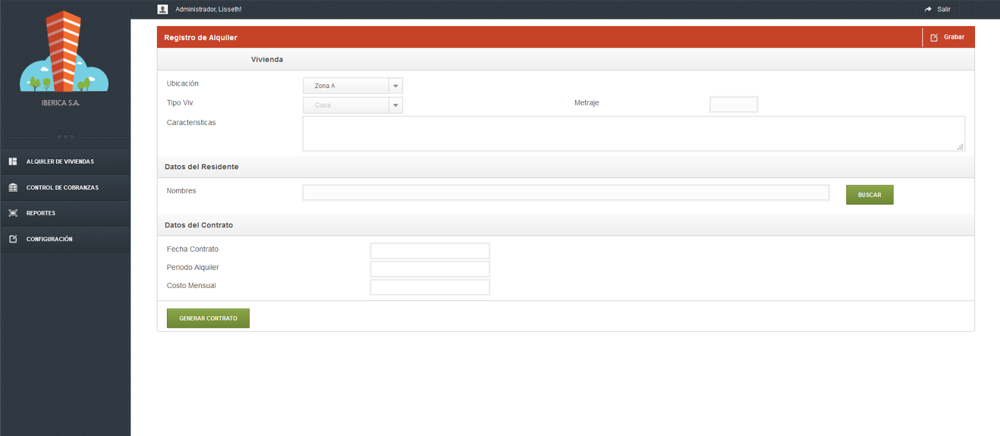 Administrador, Lisseth!
Salir
IBERICA S.A.
ALQUILER DE VIVIENDAS
CONTROL DE COBRANZAS
REPORTES
CONFIGURACIÓN
Registro de Alquiler
Grabar
Vivienda
Ubicación
Zona A
Tipo Viv.
Casa
Metraje
Caracteristicas
Datos del Residente
Nombres
BUSCAR
Datos del Contrato
Fecha Contrato
Periodo Alquiler
Costo Mensual
GENERAR CONTRATO